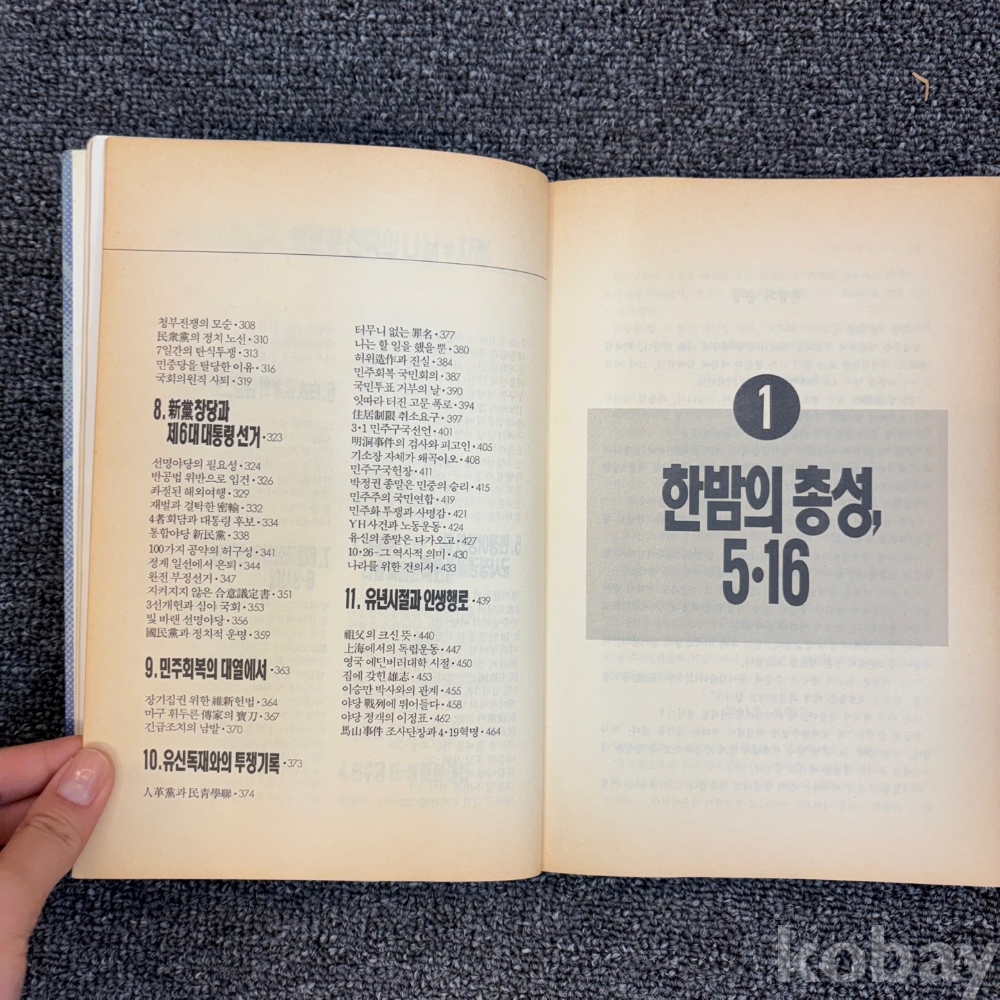 청부전쟁의 모순·308
民衆黨의 정치 노선·310
7일간의 탄식투쟁·313
민중당을 탈당한 이유·316
국회의원직 사퇴·319
8. 新黨 창당과
제6대 대통령 선거·323
선명야당의 필요성·324
반공법 위반으로 입건·326
좌절된 해외여행·329
재벌과 결탁한 密輸·332
4者회담과 대통령 후보·334
통합야당 新民黨·338
100가지 공약의 허구성·341
정계 일선에서 은퇴·344
완전 부정선거·347
지켜지지 않은 合意議定書·351
3선개헌과 심야 국회·353
빛 바랜 선명야당·356
國民黨과 정치적 운명·359
9. 민주회복의 대열에서·363
장기집권 위한 維新헌법·364
마구 휘두른 傳家의 寶刀·367
긴급조치의 남발·370
10. 유신독재와의 투쟁기록·373
人革黨과 民靑學聯·374
터무니 없는 罪名·377
나는 할 일을 했을 뿐·380
허위造作과 진실·384
민주회복 국민회의·387
국민투표 거부의 날·390
잇따라 터진 고문 폭로·394
住居制限 취소요구·397
3·1 민주구국선언·401
明洞事件의 검사와 피고인·405
기소장 자체가 왜곡이오·408
민주구국헌장·411
박정권 종말은 민중의 승리·415
민주주의 국민연합·419
민주화 투쟁과 사명감·421
YH사건과 노동운동·424
유신의 종말은 다가오고·427
10·26-그 역사적 의미·430
나라를 위한 건의서·433
11. 유년시절과 인생행로·439
祖父의 크신 뜻·440
上海에서의 독립운동·447
영국 에딘버러대학 시절·450
집에 갖힌 雄志·453
이승만 박사와의 관계·455
야당 戰列에 뛰어들다·458
야당 정객의 이정표·462
馬山事件 조사단장과 4·19혁명·464
1
한밤의 총성,
5·16
kobay